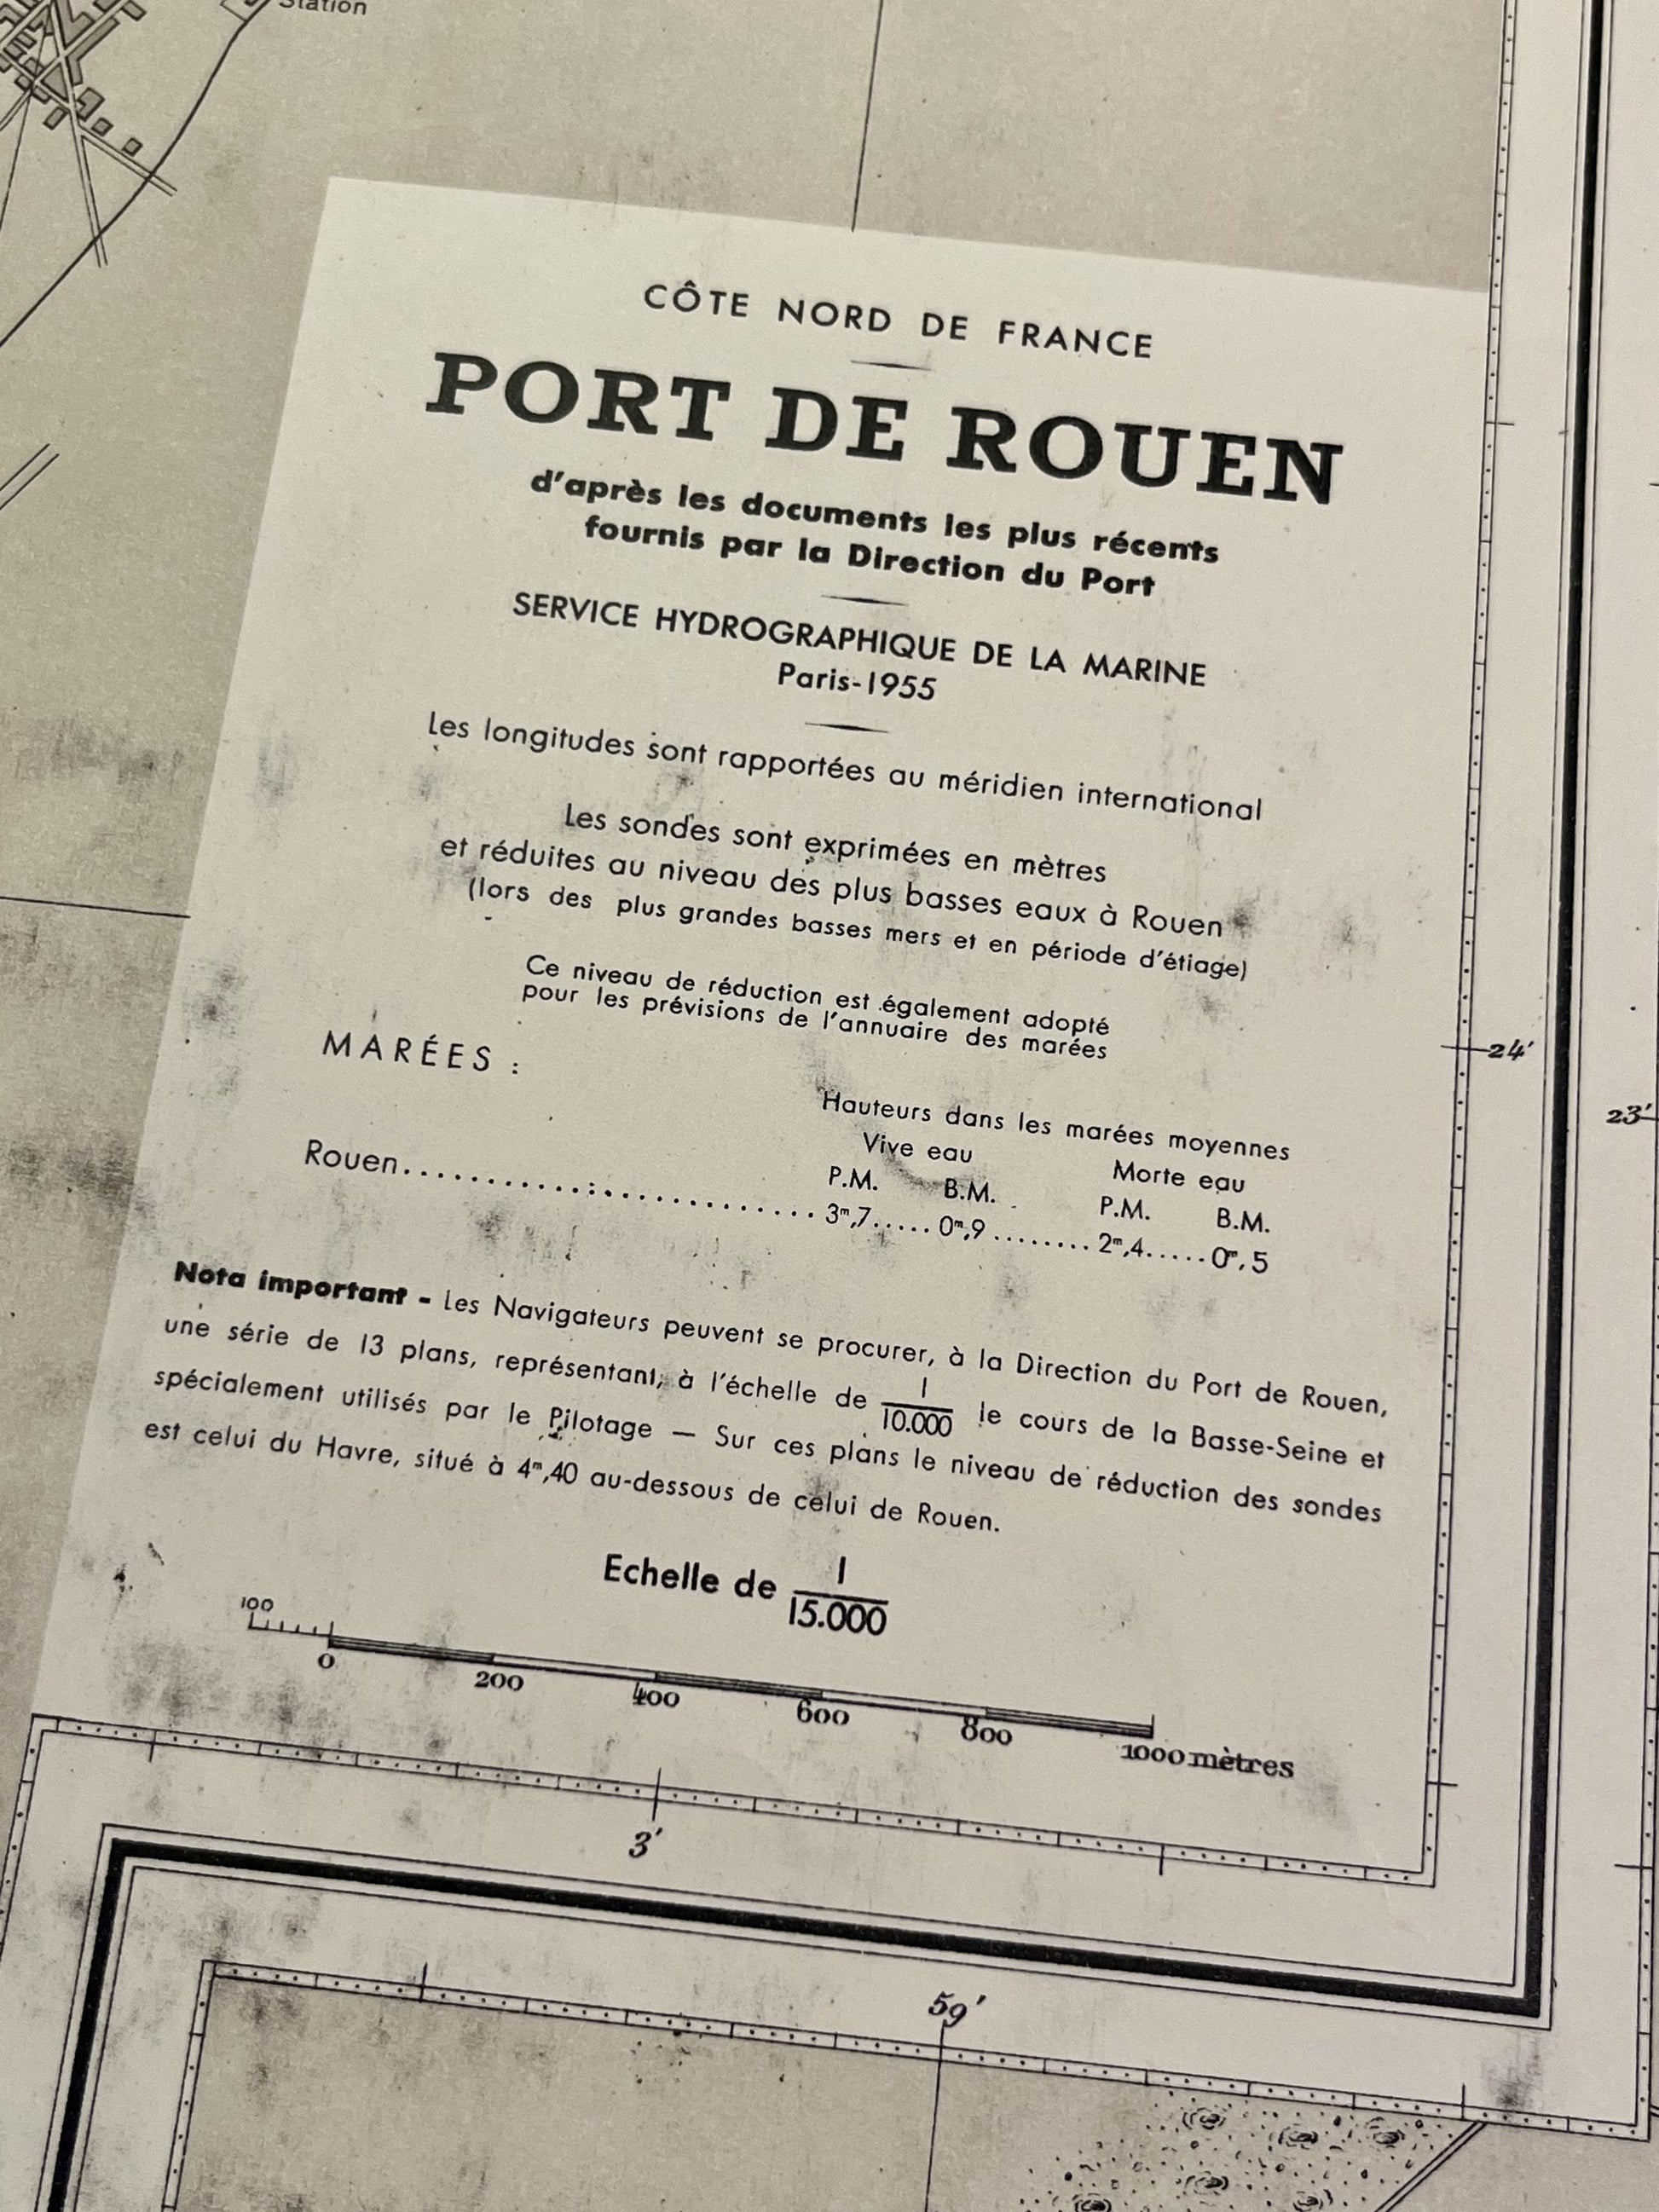 Station
CÔTE NORD DE FRANCE
PORT DE ROUEN
d'après les documents les plus récents
fournis par la Direction du Port
SERVICE HYDROGRAPHIQUE DE LA MARINE
Paris-1955
Les longitudes sont rapportées au méridien international
Les sondes sont exprimées en mètres
et réduites au niveau des plus basses eaux à Rouen
(lors des plus grandes basses mers et en période d'étiage)
Ce niveau de réduction est également adopté
pour les prévisions de l'annuaire des marées
MARÉES :
Hauteurs dans les marées moyennes
Vive eau Morte eau
P.M. B.M. P.M. B.M.
Rouen........................... 3ᵐ,7..... 0ᵐ,9 ........ 2ᵐ,4..... 0ᵐ,5
Nota important - Les Navigateurs peuvent se procurer, à la Direction du Port de Rouen,
une série de 13 plans, représentant, à l'échelle de 1/10.000 le cours de la Basse-Seine et
spécialement utilisés par le Pilotage — Sur ces plans le niveau de réduction des sondes
est celui du Havre, situé à 4ᵐ,40 au-dessous de celui de Rouen.
Echelle de 1/15.000
100 0 200 400 600 800 1000 mètres
24'
23'
3'
59'